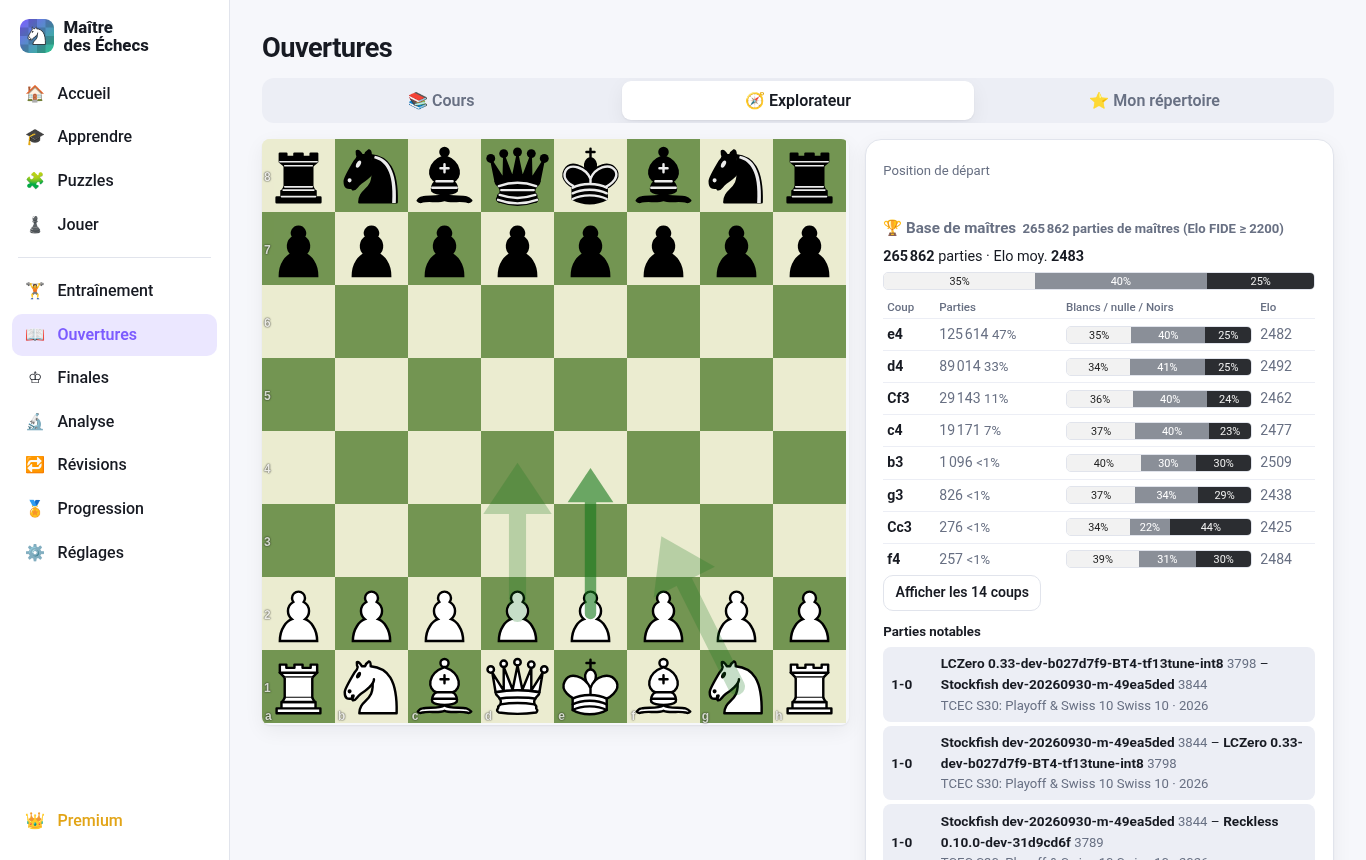 Maître
des Échecs
Accueil
Apprendre
Puzzles
Jouer
Entraînement
Ouvertures
Finales
Analyse
Révisions
Progression
Réglages
Premium
Ouvertures
Cours
Explorateur
Mon répertoire
8
7
6
5
4
3
2
1
a b c d e f g h
Position de départ
Base de maîtres 265 862 parties de maîtres (Elo FIDE ≥ 2200)
265 862 parties · Elo moy. 2483
35% 40% 25%
Coup Parties Blancs / nulle / Noirs Elo
e4 125 614 47% 35% 40% 25% 2482
d4 89 014 33% 34% 41% 25% 2492
Cf3 29 143 11% 36% 40% 24% 2462
c4 19 171 7% 37% 40% 23% 2477
b3 1 096 <1% 40% 30% 30% 2509
g3 826 <1% 37% 34% 29% 2438
Cc3 276 <1% 34% 22% 44% 2425
f4 257 <1% 39% 31% 30% 2484
Afficher les 14 coups
Parties notables
LCZero 0.33-dev-b027d7f9-BT4-tf13tune-int8 3798 –
1-0 Stockfish dev-20260930-m-49ea5ded 3844
TCEC S30: Playoff & Swiss 10 Swiss 10 · 2026
Stockfish dev-20260930-m-49ea5ded 3844 – LCZero 0.33-
1-0 dev-b027d7f9-BT4-tf13tune-int8 3798
TCEC S30: Playoff & Swiss 10 Swiss 10 · 2026
Stockfish dev-20260930-m-49ea5ded 3844 – Reckless
1-0 0.10.0-dev-31d9cd6f 3789